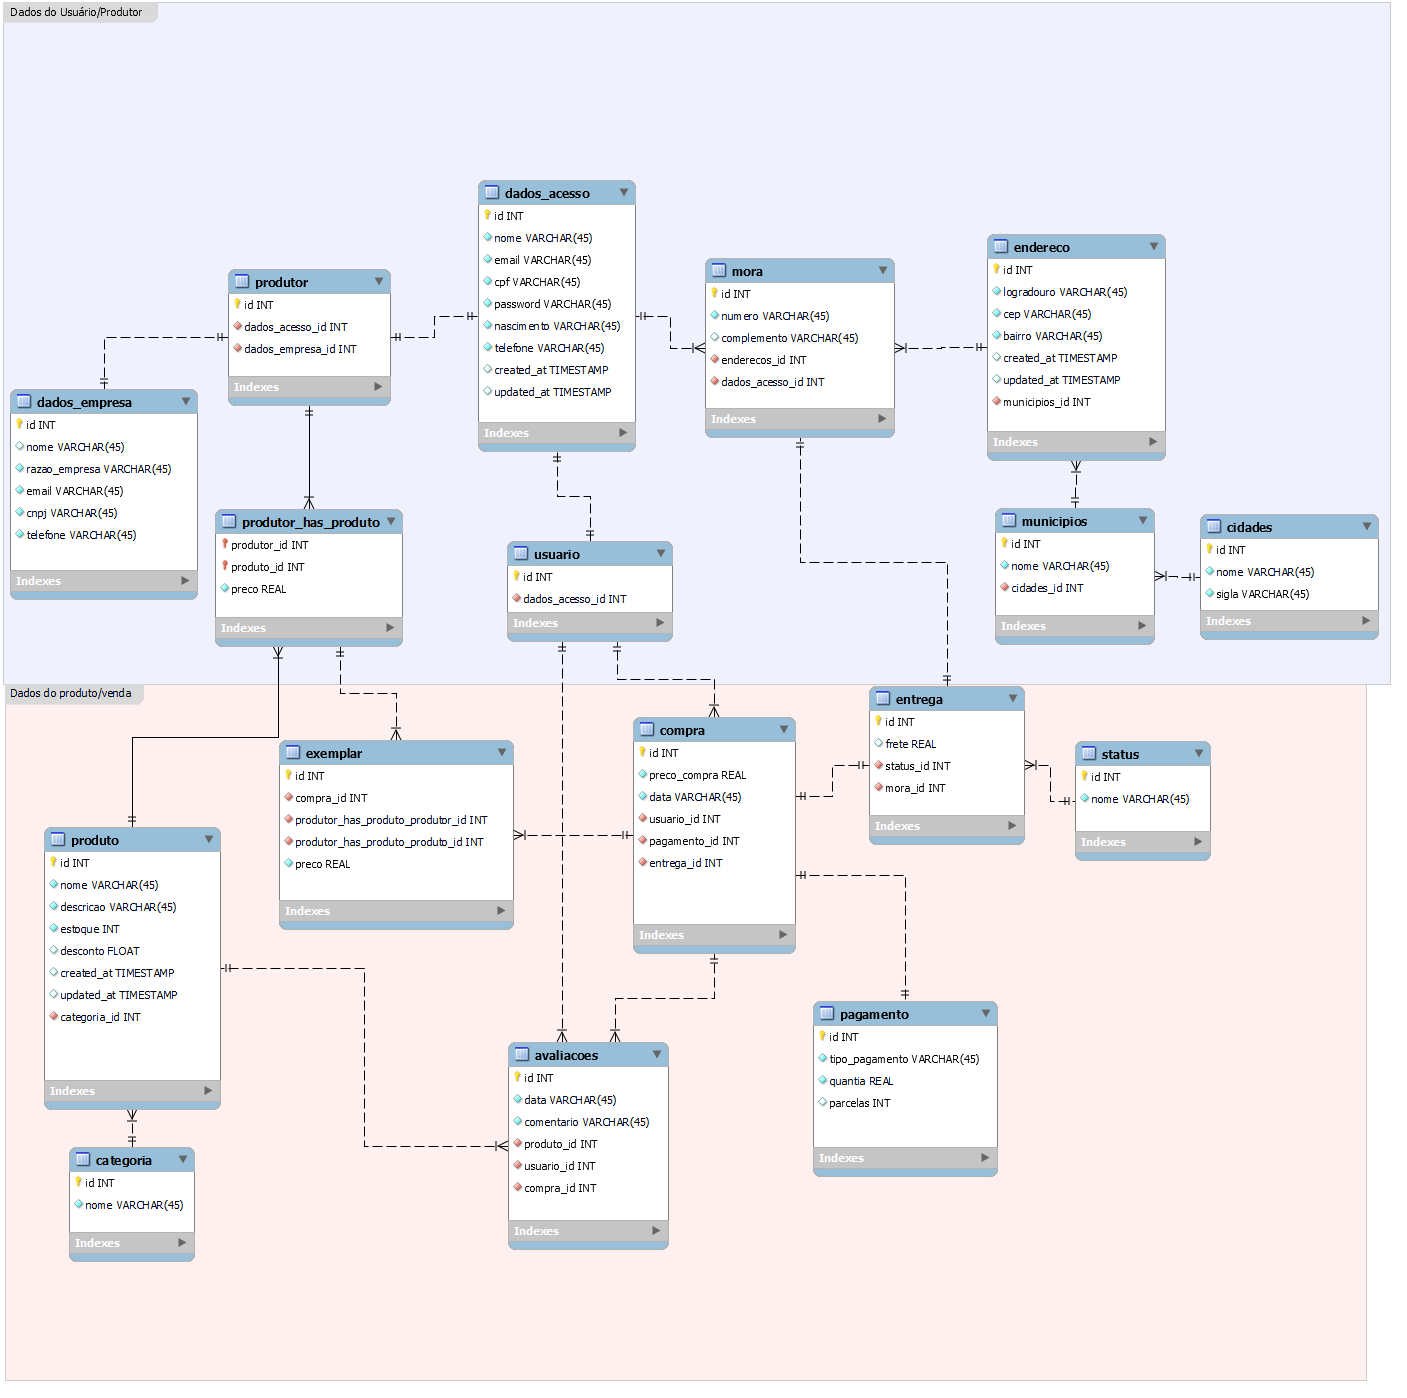 Dados do Usuário/Produtor
dados_acesso
id INT
nome VARCHAR(45)
email VARCHAR(45)
cpf VARCHAR(45)
password VARCHAR(45)
nascimento VARCHAR(45)
telefone VARCHAR(45)
created_at TIMESTAMP
updated_at TIMESTAMP
Indexes
endereco
id INT
logradouro VARCHAR(45)
cep VARCHAR(45)
bairro VARCHAR(45)
created_at TIMESTAMP
updated_at TIMESTAMP
municipios_id INT
Indexes
mora
id INT
numero VARCHAR(45)
complemento VARCHAR(45)
enderecos_id INT
dados_acesso_id INT
Indexes
produtor
id INT
dados_acesso_id INT
dados_empresa_id INT
Indexes
dados_empresa
id INT
nome VARCHAR(45)
razao_empresa VARCHAR(45)
email VARCHAR(45)
cnpj VARCHAR(45)
telefone VARCHAR(45)
Indexes
produtor_has_produto
produtor_id INT
produto_id INT
preco REAL
Indexes
usuario
id INT
dados_acesso_id INT
Indexes
municipios
id INT
nome VARCHAR(45)
cidades_id INT
Indexes
cidades
id INT
nome VARCHAR(45)
sigla VARCHAR(45)
Indexes
Dados do produto/venda
entrega
id INT
frete REAL
status_id INT
mora_id INT
Indexes
compra
id INT
preco_compra REAL
data VARCHAR(45)
usuario_id INT
pagamento_id INT
entrega_id INT
Indexes
exemplar
id INT
compra_id INT
produtor_has_produto_produtor_id INT
produtor_has_produto_produto_id INT
preco REAL
Indexes
status
id INT
nome VARCHAR(45)
Indexes
produto
id INT
nome VARCHAR(45)
descricao VARCHAR(45)
estoque INT
desconto FLOAT
created_at TIMESTAMP
updated_at TIMESTAMP
categoria_id INT
Indexes
pagamento
id INT
tipo_pagamento VARCHAR(45)
quantia REAL
parcelas INT
Indexes
avaliacoes
id INT
data VARCHAR(45)
comentario VARCHAR(45)
produto_id INT
usuario_id INT
compra_id INT
Indexes
categoria
id INT
nome VARCHAR(45)
Indexes